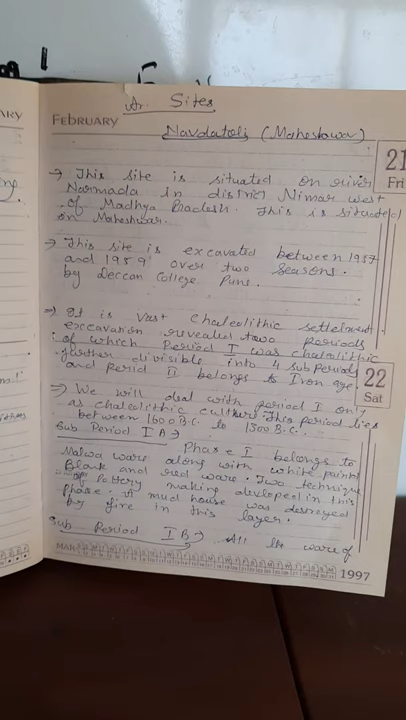 Ar. Sites
FEBRUARY
Navdatoli (Maheshwar)
21
Fri
→ This site is situated on river
Narmada in district Nimar west
of Madhya Pradesh. This is situated
on Maheshwar.
→ This site is excavated between 1957
and 1959 over two seasons.
by Deccan College Pune.
→ It is Vast chalcolithic settlement
excavation revealed two periods
of which Period I was chalcolithic
further divisible into 4 sub periods
and Period II belongs to Iron age.
22
Sat
⇒ We will deal with period I only
as chalcolithic culture. This period lies
between 1600 B.C. to 1300 B.C.
Sub Period I A →
Phase I belongs to
Malwa ware along with white paint
Black and red ware. Two technique
of Pottery making developed in this
Phase. A mud house was destroyed
by fire in this layer.
Sub Period I B → All the ware of
MAR
1997